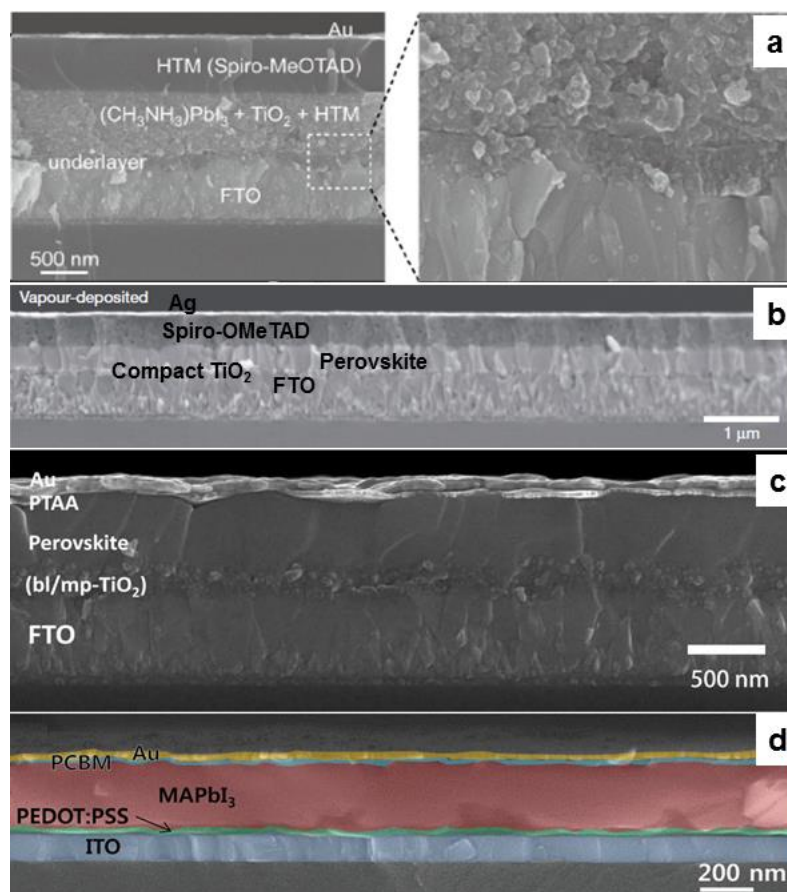 a
Au
HTM (Spiro-MeOTAD)
(CH₃NH₃)PbI₃ + TiO₂ + HTM
underlayer
FTO
500 nm
Vapour-deposited
Ag
b
Spiro-OMeTAD
Perovskite
Compact TiO₂
FTO
1 μm
c
Au
PTAA
Perovskite
(bl/mp-TiO₂)
FTO
500 nm
d
Au
PCBM
MAPbI₃
PEDOT:PSS
ITO
200 nm